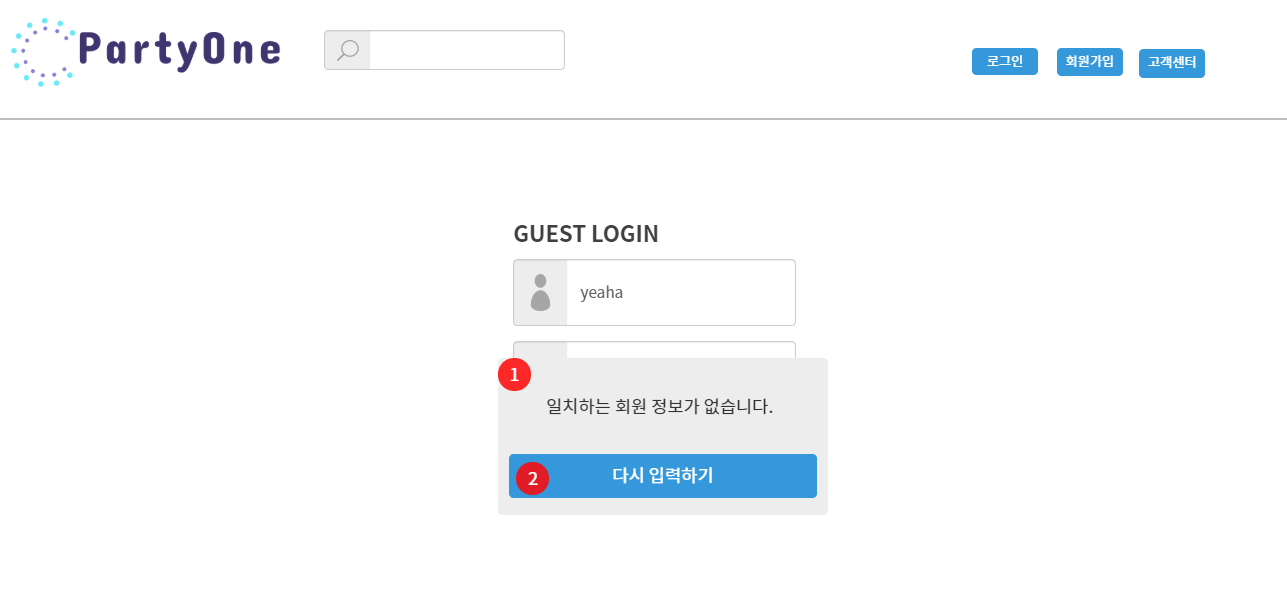 PartyOne
로그인
회원가입
고객센터
GUEST LOGIN
yeaha
1
일치하는 회원 정보가 없습니다.
2
다시 입력하기